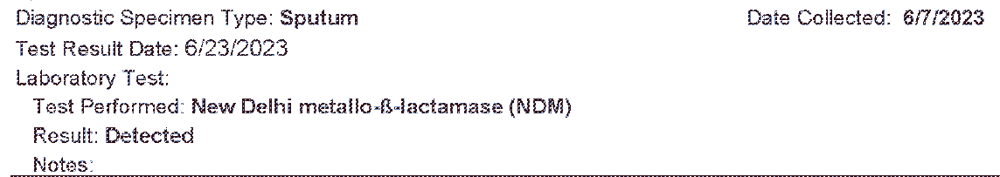 Diagnostic Specimen Type: Sputum Date Collected: 6/7/2023
Test Result Date: 6/23/2023
Laboratory Test:
Test Performed: New Delhi metallo-ß-lactamase (NDM)
Result: Detected
Notes: